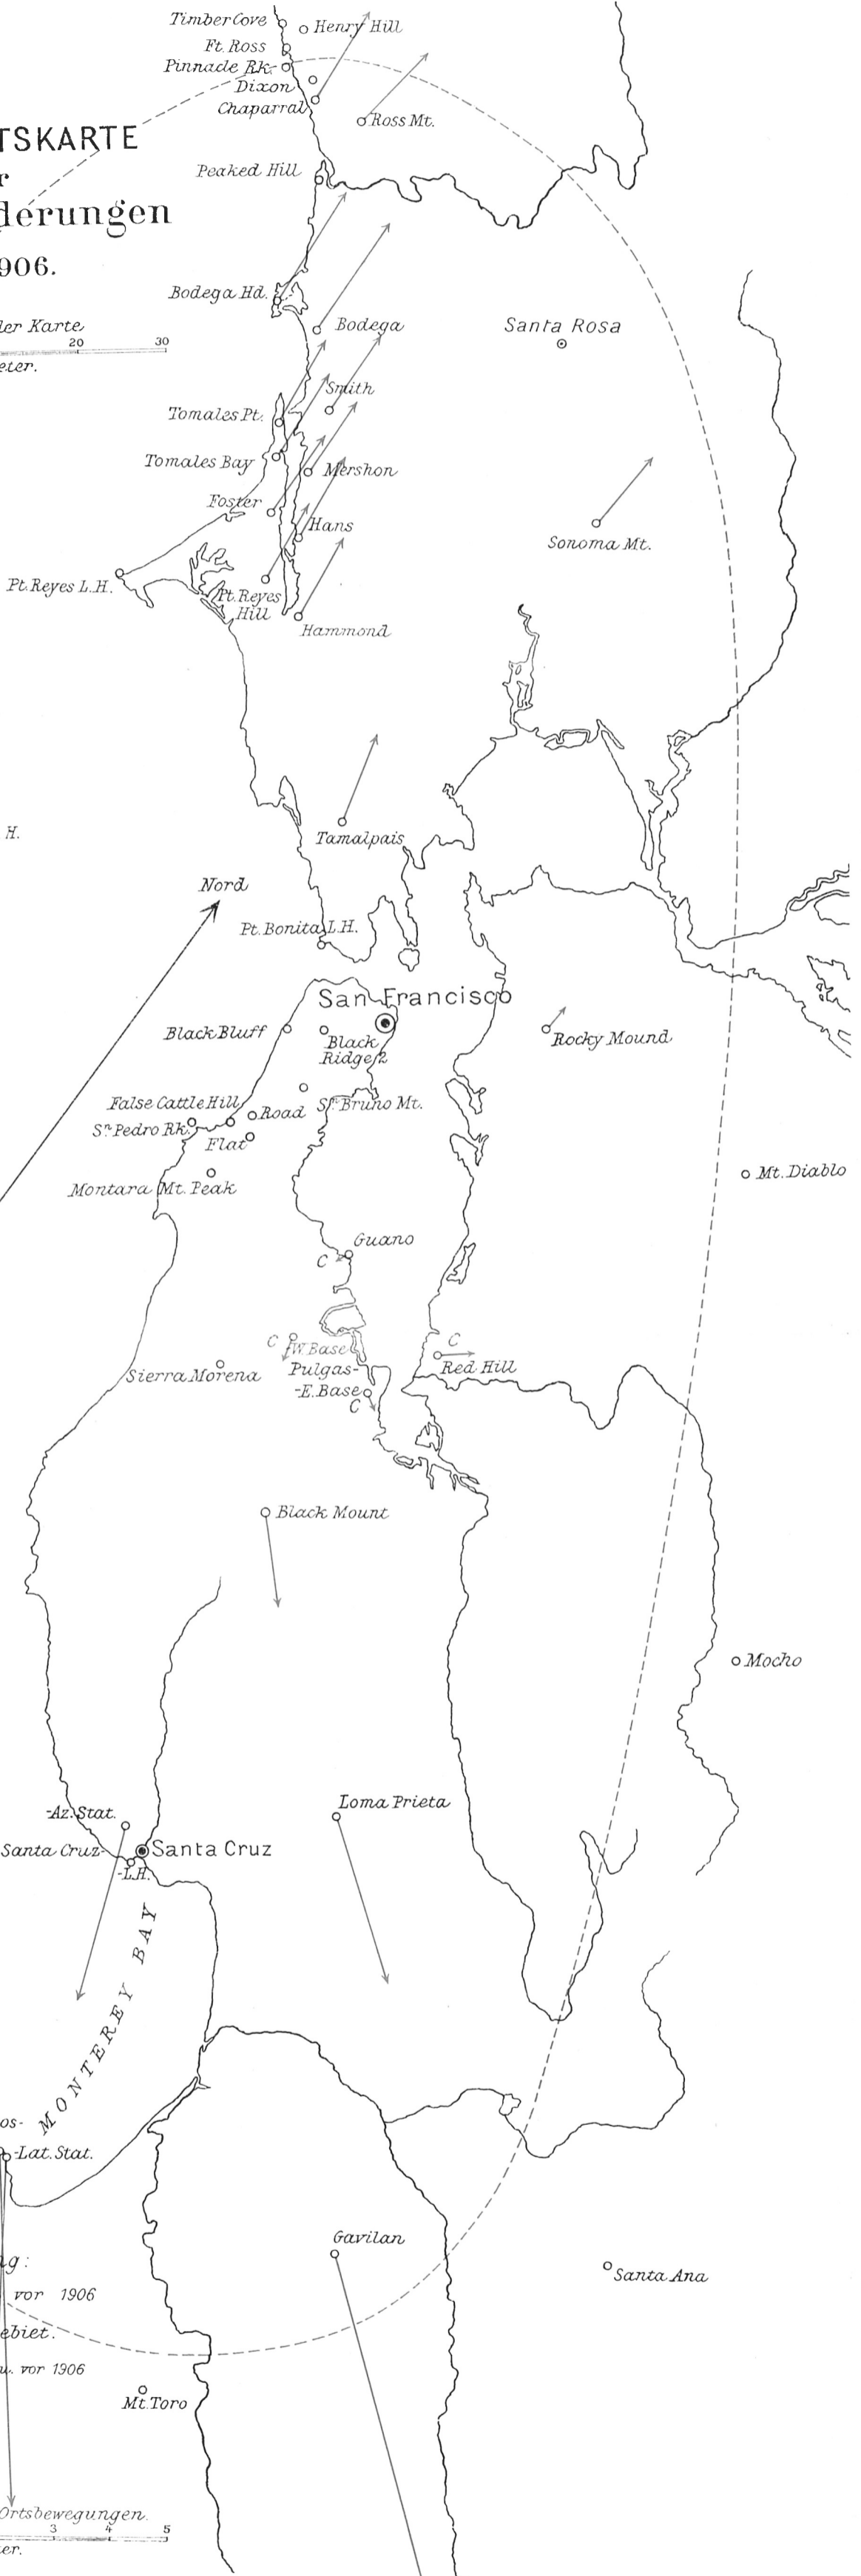 Timber Cove
Henry Hill
Ft. Ross
Pinnacle Rk.
Dixon
Chaparral
Ross Mt.
TSKARTE
r
derungen
906.
Peaked Hill
Bodega Hd.
der Karte
20 30
eter.
Bodega
Santa Rosa
Smith
Tomales Pt.
Tomales Bay
Mershon
Foster
Hans
Sonoma Mt.
Pt. Reyes L.H.
Pt. Reyes
Hill
Hammond
H.
Tamalpais
Nord
Pt. Bonita L.H.
San Francisco
Black Bluff
Black
Ridge 2
Rocky Mound
False Cattle Hill
Road
Sn. Bruno Mt.
Sn. Pedro Rk.
Flat
Montara Mt. Peak
Mt. Diablo
Guano
C
C
W. Base
C
Red Hill
Sierra Morena
Pulgas-
-E. Base
C
Black Mount
Mocho
-Az. Stat.
Loma Prieta
Santa Cruz-
Santa Cruz
-L.H.
MONTEREY BAY
os-
-Lat. Stat.
Gavilan
Santa Ana
g:
vor 1906
ebiet.
u. vor 1906
Mt. Toro
Ortsbewegungen.
3 4 5
er.